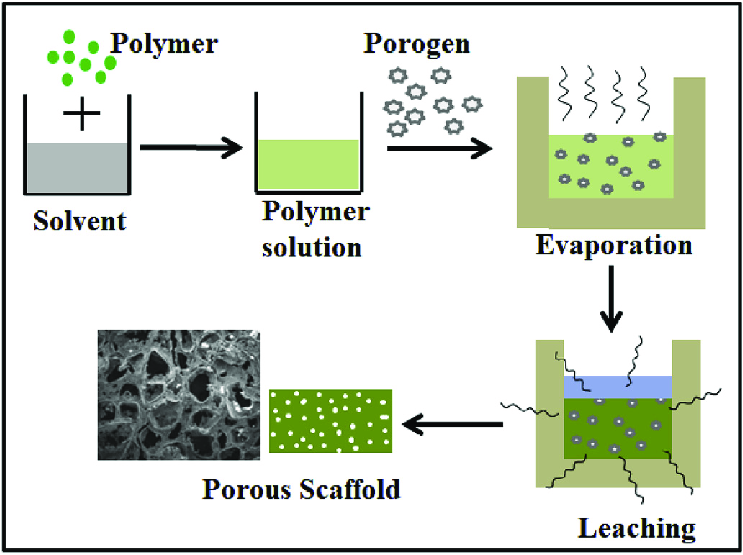 Polymer
Porogen
Solvent
Polymer
solution
Evaporation
Porous Scaffold
Leaching